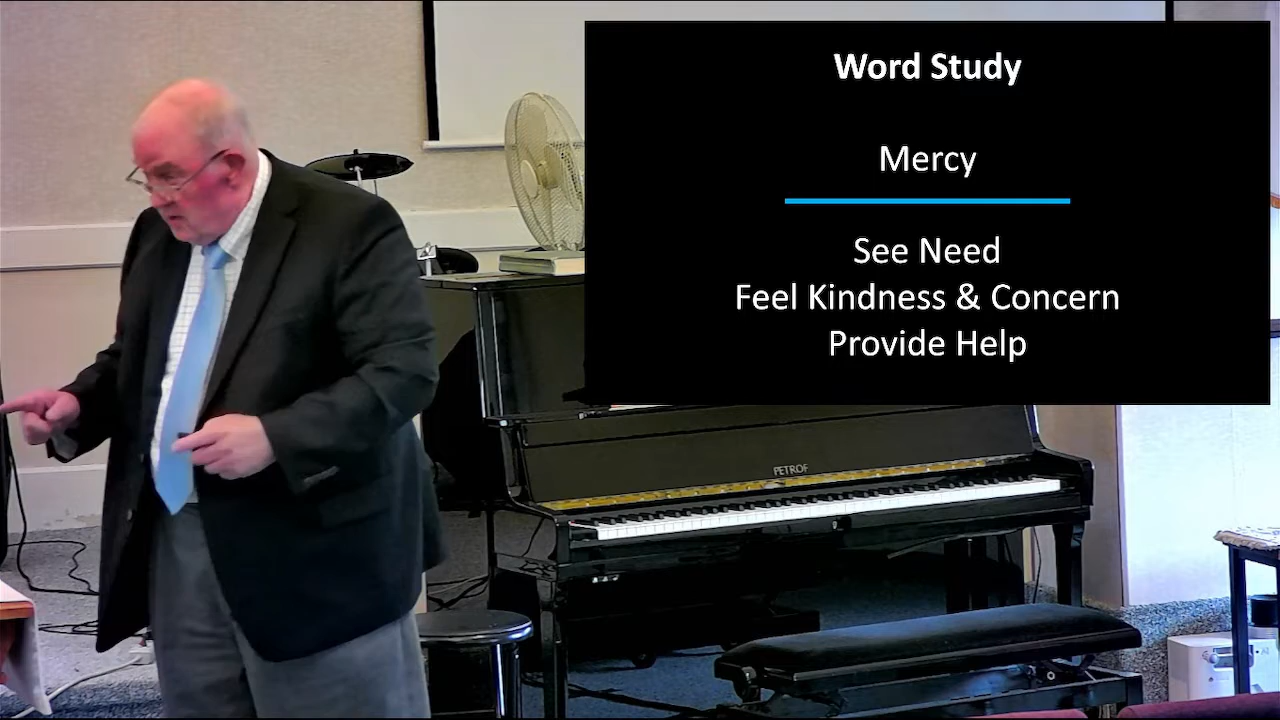 Word Study
Mercy
See Need
Feel Kindness & Concern
Provide Help
PETROF